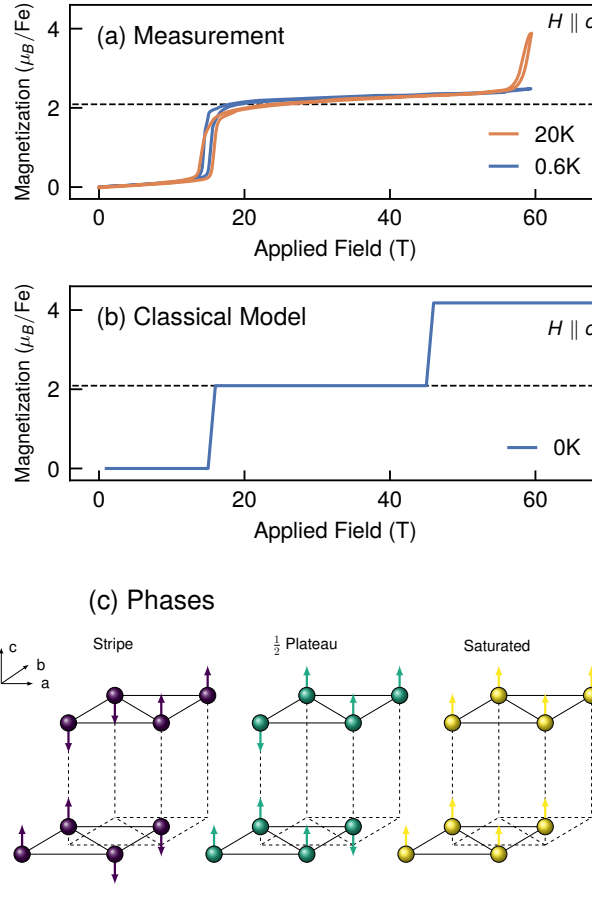 (a) Measurement
H ∥ c
Magnetization (μB/Fe)
4
2
0
20K
0.6K
0
20
40
60
Applied Field (T)
(b) Classical Model
H ∥ c
Magnetization (μB/Fe)
4
2
0
0K
0
20
40
60
Applied Field (T)
(c) Phases
c
b
a
Stripe
1/2 Plateau
Saturated